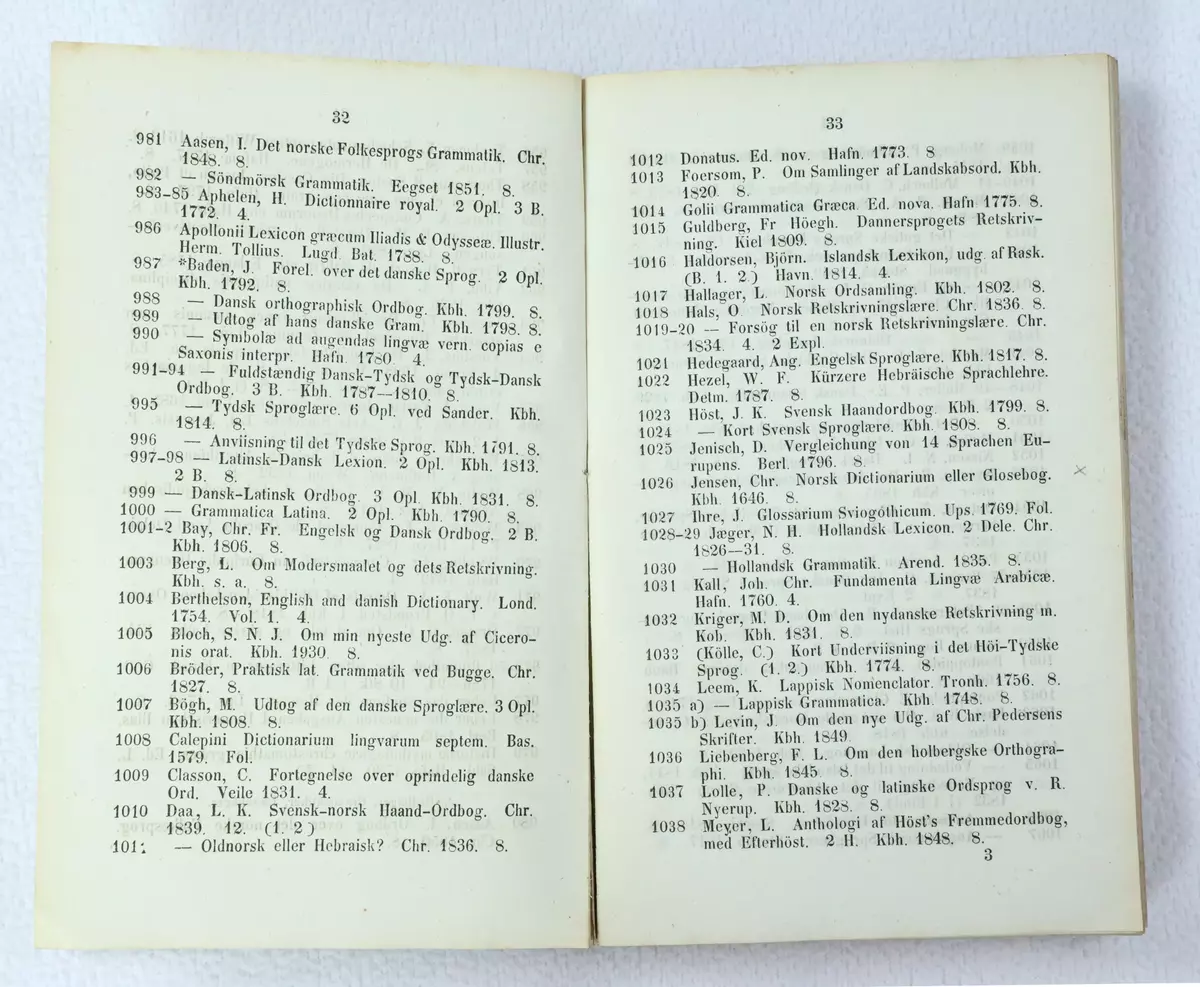 32
981 Aasen, I. Det norske Folkesprogs Grammatik. Chr.
1848. 8.
982 — Söndmörsk Grammatik. Eegset 1851. 8.
983-85 Aphelen, H. Dictionnaire royal. 2 Opl. 3 B.
1772. 4.
986 Apollonii Lexicon græcum Iliadis & Odysseæ. Illustr.
Herm. Tollius. Lugd. Bat. 1788. 8.
987 *Baden, J. Forel. over det danske Sprog. 2 Opl.
Kbh. 1792. 8.
988 — Dansk orthographisk Ordbog. Kbh. 1799. 8.
989 — Udtog af hans danske Gram. Kbh. 1798. 8.
990 — Symbolæ ad augendas lingvæ vern. copias e
Saxonis interpr. Hafn. 1780. 4.
991-94 — Fuldstændig Dansk-Tydsk og Tydsk-Dansk
Ordbog. 3 B. Kbh. 1787—1810. 8.
995 — Tydsk Sproglære. 6 Opl. ved Sander. Kbh.
1814. 8.
996 — Anviisning til det Tydske Sprog. Kbh. 1791. 8.
997-98 — Latinsk-Dansk Lexion. 2 Opl. Kbh. 1813.
2 B. 8.
999 — Dansk-Latinsk Ordbog. 3 Opl. Kbh. 1831. 8.
1000 — Grammatica Latina. 2 Opl. Kbh. 1790. 8.
1001-2 Bay, Chr. Fr. Engelsk og Dansk Ordbog. 2 B.
Kbh. 1806. 8.
1003 Berg, L. Om Modersmaalet og dets Retskrivning.
Kbh. s. a. 8.
1004 Berthelson, English and danish Dictionary. Lond.
1754. Vol. 1. 4.
1005 Bloch, S. N. J. Om min nyeste Udg. af Cicero-
nis orat. Kbh. 1930. 8.
1006 Bröder, Praktisk lat. Grammatik ved Bugge. Chr.
1827. 8.
1007 Bögh, M. Udtog af den danske Sproglære. 3 Opl.
Kbh. 1808. 8.
1008 Calepini Dictionarium lingvarum septem. Bas.
1579. Fol.
1009 Classon, C. Fortegnelse over oprindelig danske
Ord. Veile 1831. 4.
1010 Daa, L. K. Svensk-norsk Haand-Ordbog. Chr.
1839. 12. (1. 2)
1011 — Oldnorsk eller Hebraisk? Chr. 1836. 8.
33
1012 Donatus. Ed. nov. Hafn. 1773. 8
1013 Foersom, P. Om Samlinger af Landskabsord. Kbh.
1820. 8.
1014 Golii Grammatica Græca. Ed. nova. Hafn 1775. 8.
1015 Guldberg, Fr Höegh. Dannersprogets Retskriv-
ning. Kiel 1809. 8.
1016 Haldorsen, Björn. Islandsk Lexikon, udg. af Rask.
(B. 1. 2.) Havn. 1814. 4.
1017 Hallager, L. Norsk Ordsamling. Kbh. 1802. 8.
1018 Hals, O. Norsk Retskrivningslære. Chr. 1836. 8.
1019-20 — Forsög til en norsk Retskrivningslære. Chr.
1834. 4. 2 Expl.
1021 Hedegaard, Ang. Engelsk Sproglære. Kbh. 1817. 8.
1022 Hezel, W. F. Kürzere Hebräische Sprachlehre.
Detm. 1787. 8.
1023 Höst, J. K. Svensk Haandordbog. Kbh. 1799. 8.
1024 — Kort Svensk Sproglære. Kbh. 1808. 8.
1025 Jenisch, D. Vergleichung von 14 Sprachen Eu-
rupens. Berl. 1796. 8.
1026 Jensen, Chr. Norsk Dictionarium eller Glosebog.
Kbh. 1646. 8.
1027 Ihre, J. Glossarium Sviogóthicum. Ups. 1769. Fol.
1028-29 Jæger, N. H. Hollandsk Lexicon. 2 Dele. Chr.
1826—31. 8.
1030 — Hollandsk Grammatik. Arend. 1835. 8.
1031 Kall, Joh. Chr. Fundamenta Lingvæ Arabicæ.
Hafn. 1760. 4.
1032 Kriger, M. D. Om den nydanske Retskrivning m.
Kob. Kbh. 1831. 8.
1033 (Kölle, C.) Kort Underviisning i det Höi-Tydske
Sprog. (1. 2.) Kbh. 1774. 8.
1034 Leem, K. Lappisk Nomenclator. Tronh. 1756. 8.
1035 a) — Lappisk Grammatica. Kbh. 1748. 8.
1035 b) Levin, J. Om den nye Udg. af Chr. Pedersens
Skrifter. Kbh. 1849.
1036 Liebenberg, F. L. Om den holbergske Orthogra-
phi. Kbh. 1845. 8.
1037 Lolle, P. Danske og latinske Ordsprog v. R.
Nyerup. Kbh. 1828. 8.
1038 Meyer, L. Anthologi af Höst's Fremmedordbog,
med Efterhöst. 2 H. Kbh. 1848. 8.
3